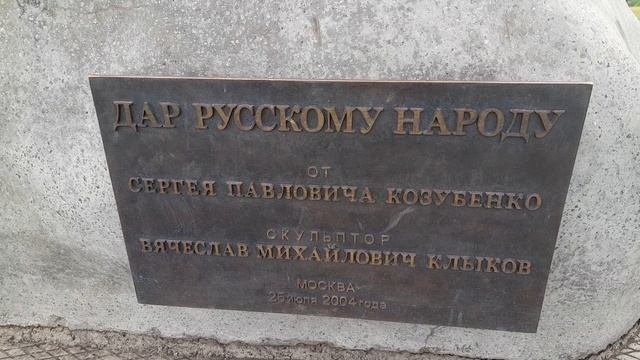 ДАР РУССКОМУ НАРОДУ
ОТ
СЕРГЕЯ ПАВЛОВИЧА КОЗУБЕНКО
СКУЛЬПТОР
ВЯЧЕСЛАВ МИХАЙЛОВИЧ КЛЫКОВ
МОСКВА
25 июля 2004 года